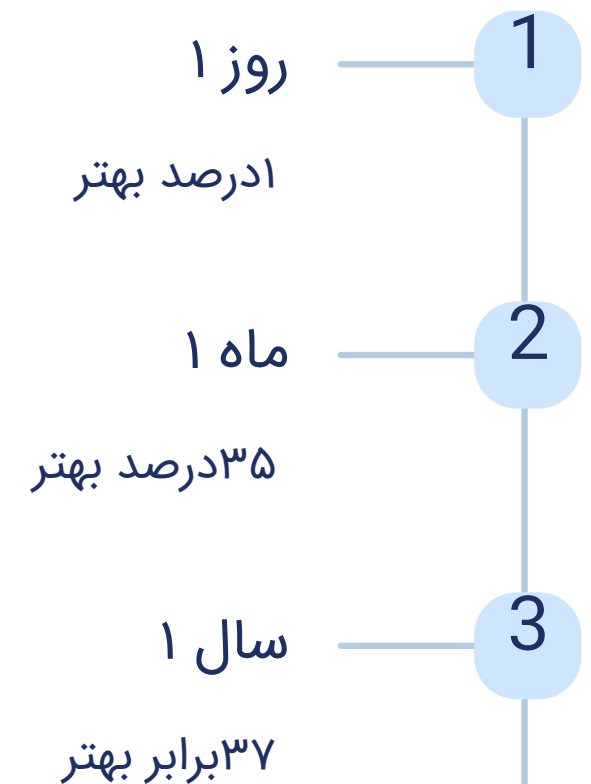 1
روز ۱
۱درصد بهتر
2
ماه ۱
۳۵درصد بهتر
3
سال ۱
۳۷برابر بهتر